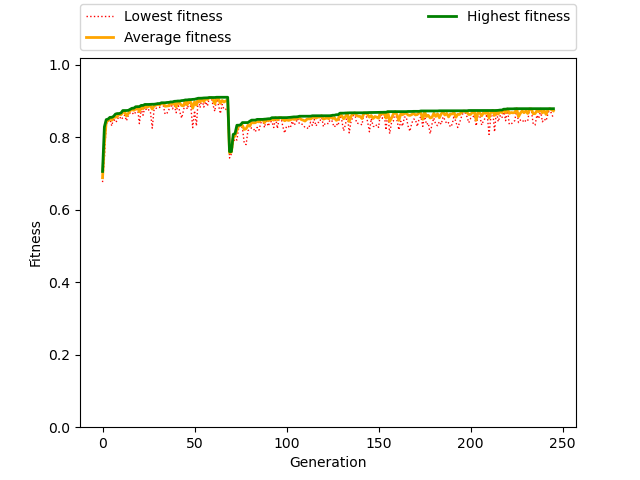 Lowest fitness
Average fitness
Highest fitness
1.0
0.8
0.6
0.4
0.2
0.0
Fitness
0 50 100 150 200 250
Generation